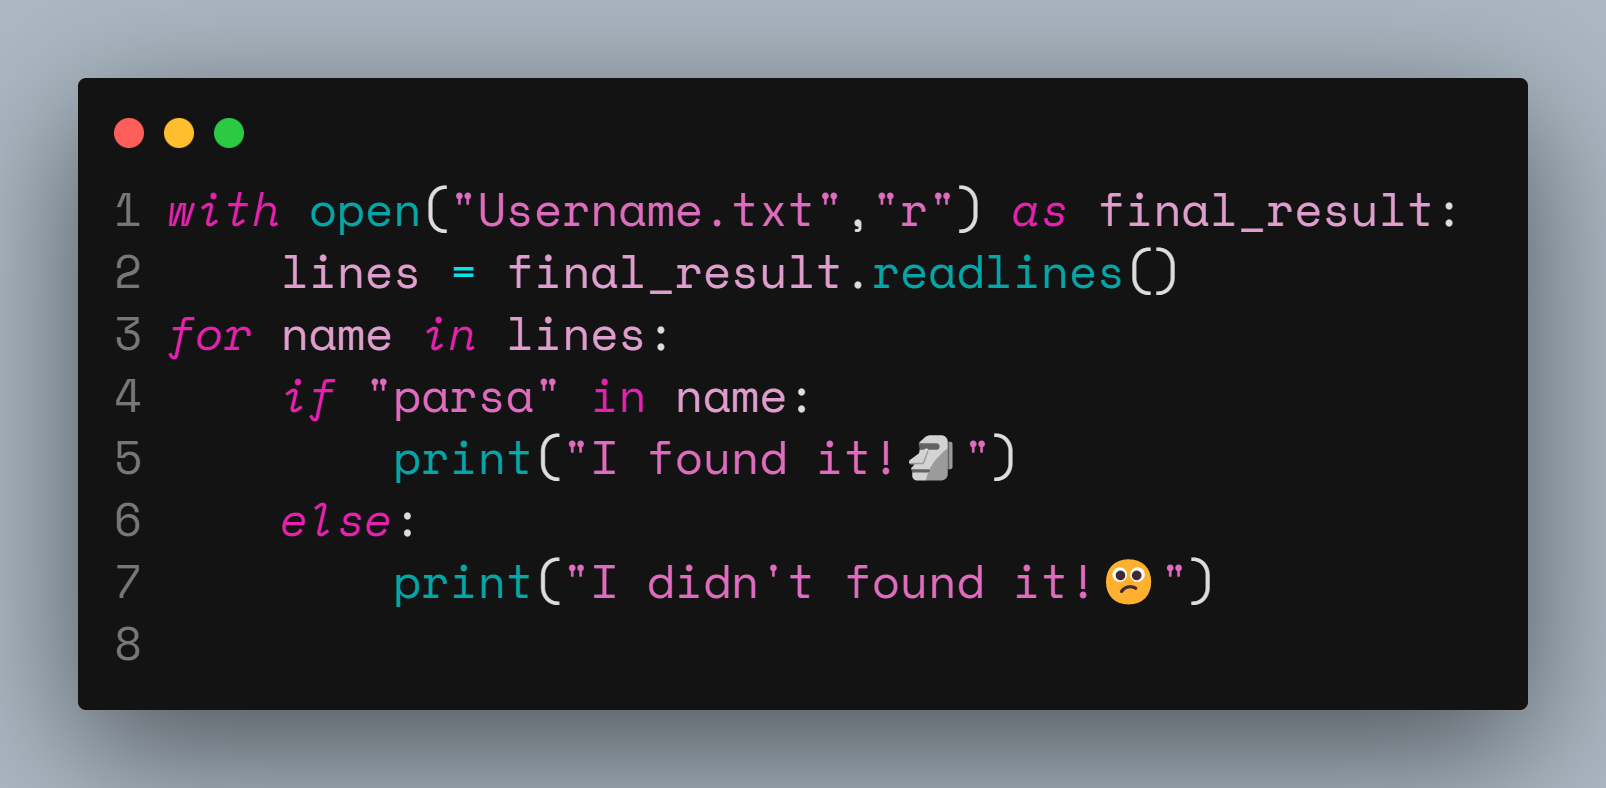 1 with open("Username.txt","r") as final_result:
2     lines = final_result.readlines()
3 for name in lines:
4     if "parsa" in name:
5         print("I found it!🗿")
6     else:
7         print("I didn't found it!🫤")
8